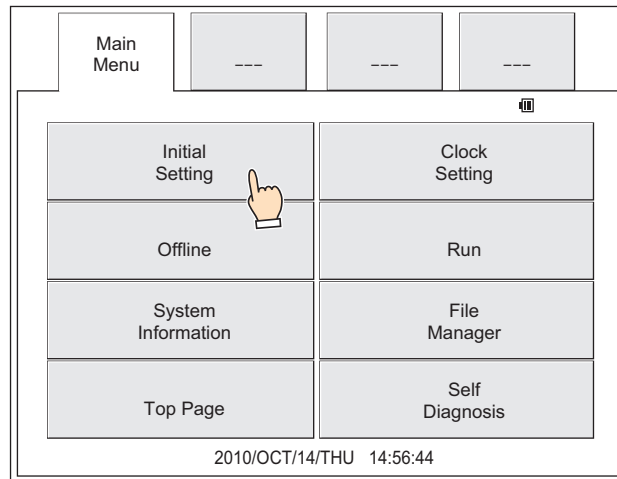 Main
Menu
---
---
---
Initial
Setting
Clock
Setting
Offline
Run
System
Information
File
Manager
Top Page
Self
Diagnosis
2010/OCT/14/THU 14:56:44